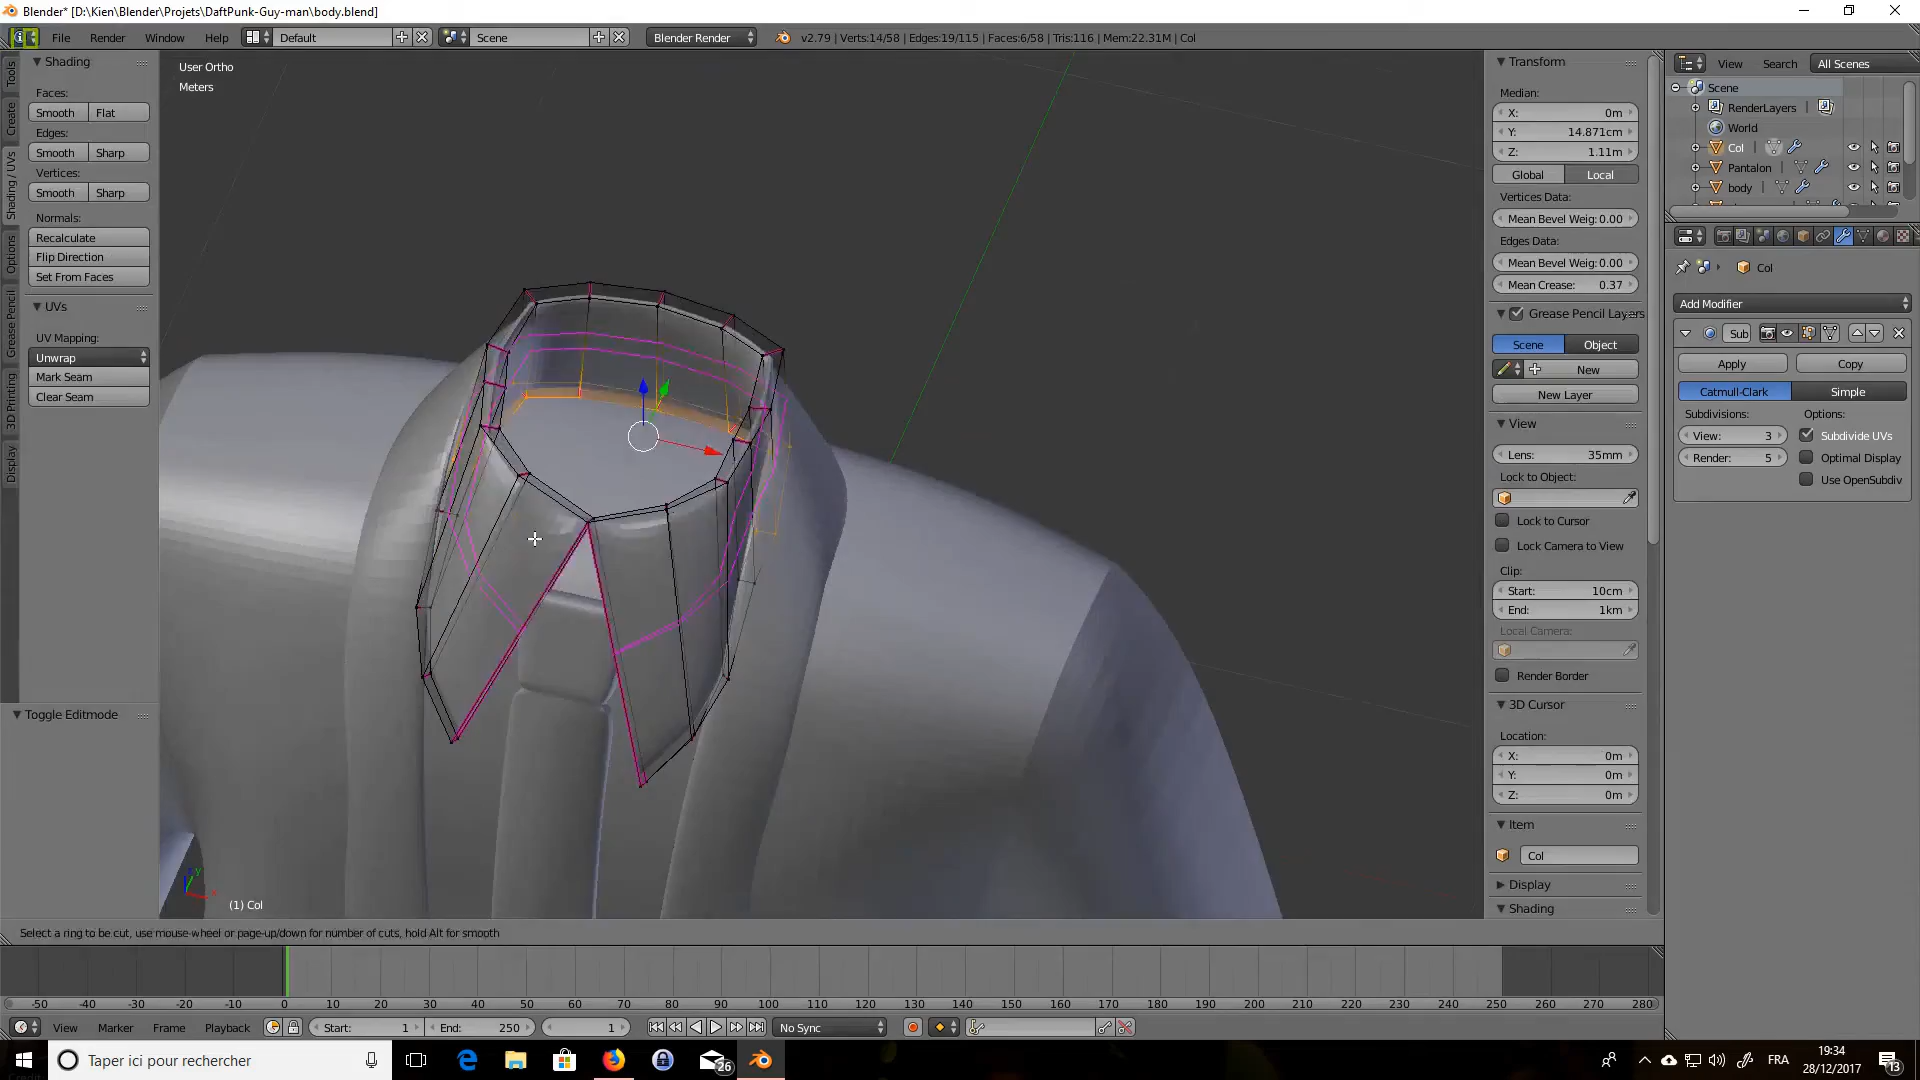 Blender* [D:\Kien\Blender\Projets\DaftPunk-Guy-man\body.blend]
File Render Window Help Default Scene Blender Render v2.79 | Verts:14/58 | Edges:19/115 | Faces:6/58 | Tris:116 | Mem:22.31M | Col
Tools
Create
Shading / UVs
Options
Grease Pencil
3D Printing
Display
Shading
Faces:
Smooth Flat
Edges:
Smooth Sharp
Vertices:
Smooth Sharp
Normals:
Recalculate
Flip Direction
Set From Faces
UVs
UV Mapping:
Unwrap
Mark Seam
Clear Seam
Toggle Editmode
User Ortho
Meters
(1) Col
Select a ring to be cut, use mouse-wheel or page-up/down for number of cuts, hold Alt for smooth
Transform
Median:
X: 0m
Y: 14.871cm
Z: 1.11m
Global Local
Vertices Data:
Mean Bevel Weig: 0.00
Edges Data:
Mean Bevel Weig: 0.00
Mean Crease: 0.37
Grease Pencil Layers
Scene Object
New
New Layer
View
Lens: 35mm
Lock to Object:
Lock to Cursor
Lock Camera to View
Clip:
Start: 10cm
End: 1km
Local Camera:
Render Border
3D Cursor
Location:
X: 0m
Y: 0m
Z: 0m
Item
Col
Display
Shading
View Search All Scenes
Scene
RenderLayers
World
Col
Pantalon
body
Col
Add Modifier
Sub
Apply Copy
Catmull-Clark Simple
Subdivisions: Options:
View: 3 Subdivide UVs
Render: 5 Optimal Display
Use OpenSubdiv
-50 -40 -30 -20 -10 0 10 20 30 40 50 60 70 80 90 100 110 120 130 140 150 160 170 180 190 200 210 220 230 240 250 260 270 280
View Marker Frame Playback Start: 1 End: 250 1 No Sync
Taper ici pour rechercher
26
FRA
19:34
28/12/2017
13